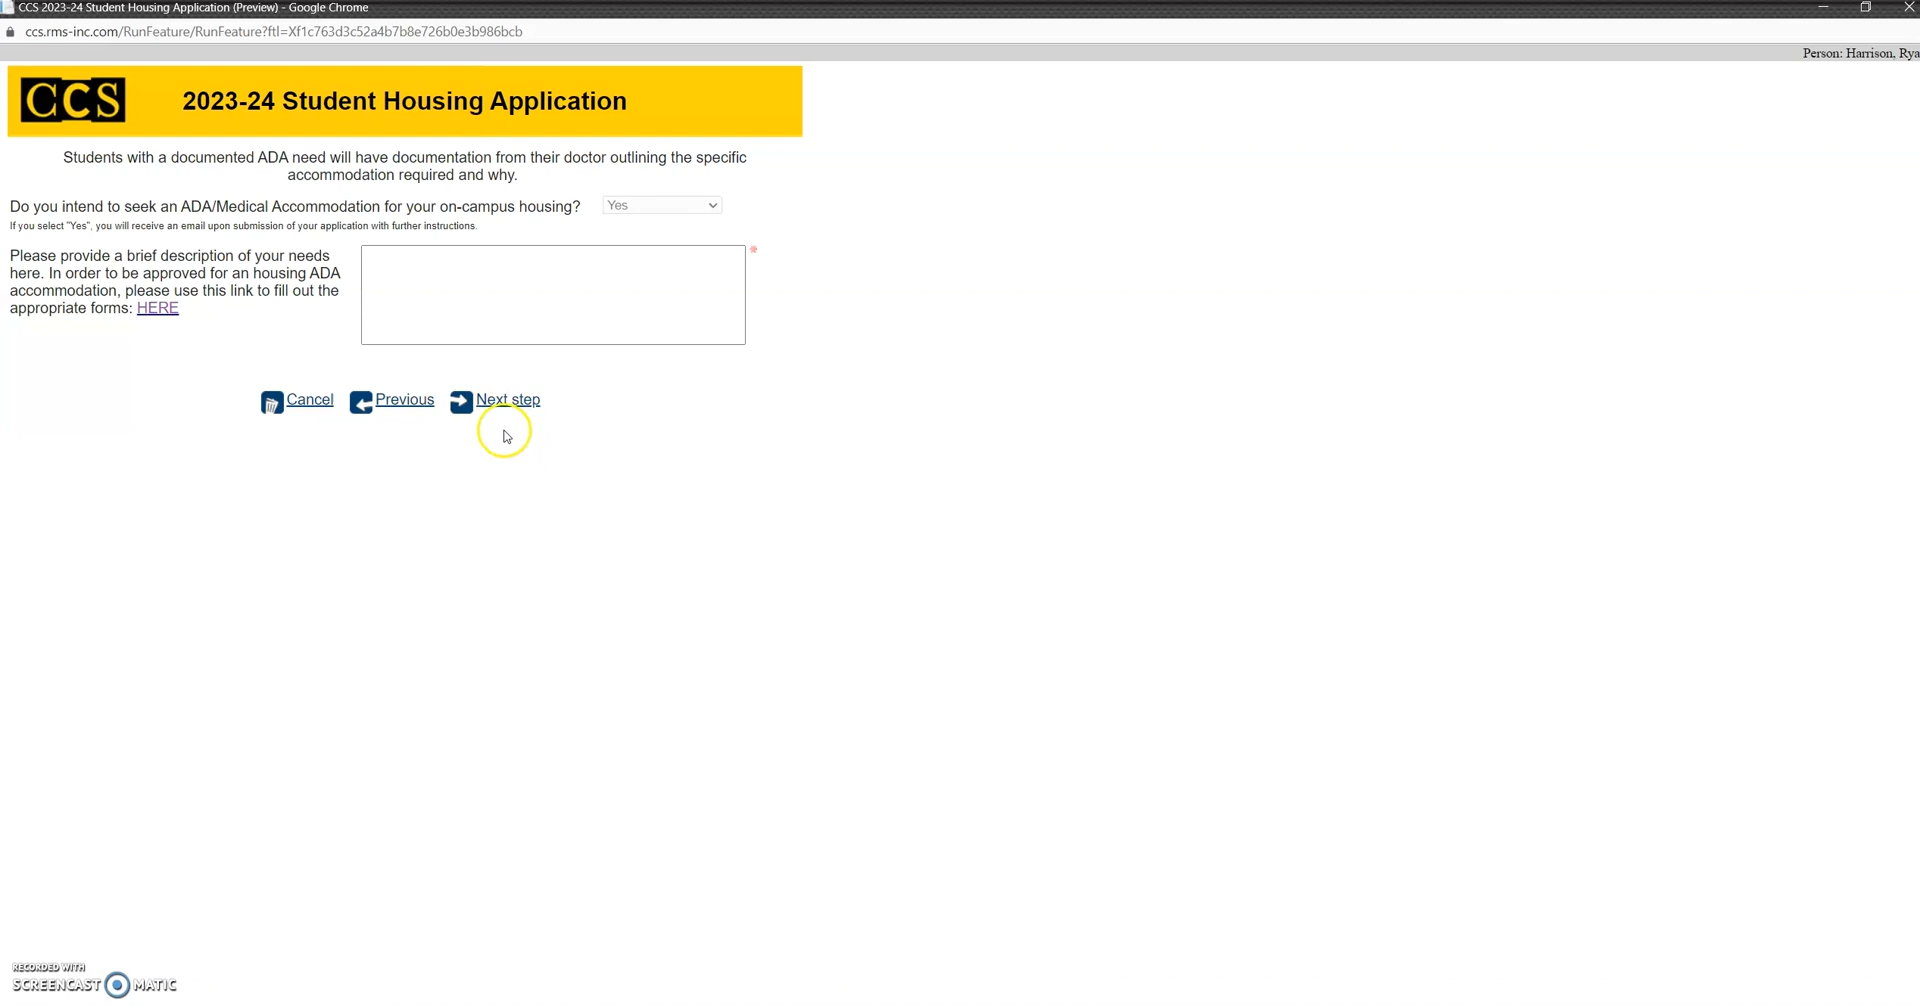 CCS 2023-24 Student Housing Application (Preview) - Google Chrome
ccs.rms-inc.com/RunFeature/RunFeature?ftl=Xf1c763d3c52a4b7b8e726b0e3b986bcb
Person: Harrison, Rya
CCS 2023-24 Student Housing Application
Students with a documented ADA need will have documentation from their doctor outlining the specific
accommodation required and why.
Do you intend to seek an ADA/Medical Accommodation for your on-campus housing? Yes
If you select "Yes", you will receive an email upon submission of your application with further instructions.
Please provide a brief description of your needs
here. In order to be approved for an housing ADA
accommodation, please use this link to fill out the
appropriate forms: HERE
*
Cancel Previous Next step
RECORDED WITH
SCREENCAST MATIC